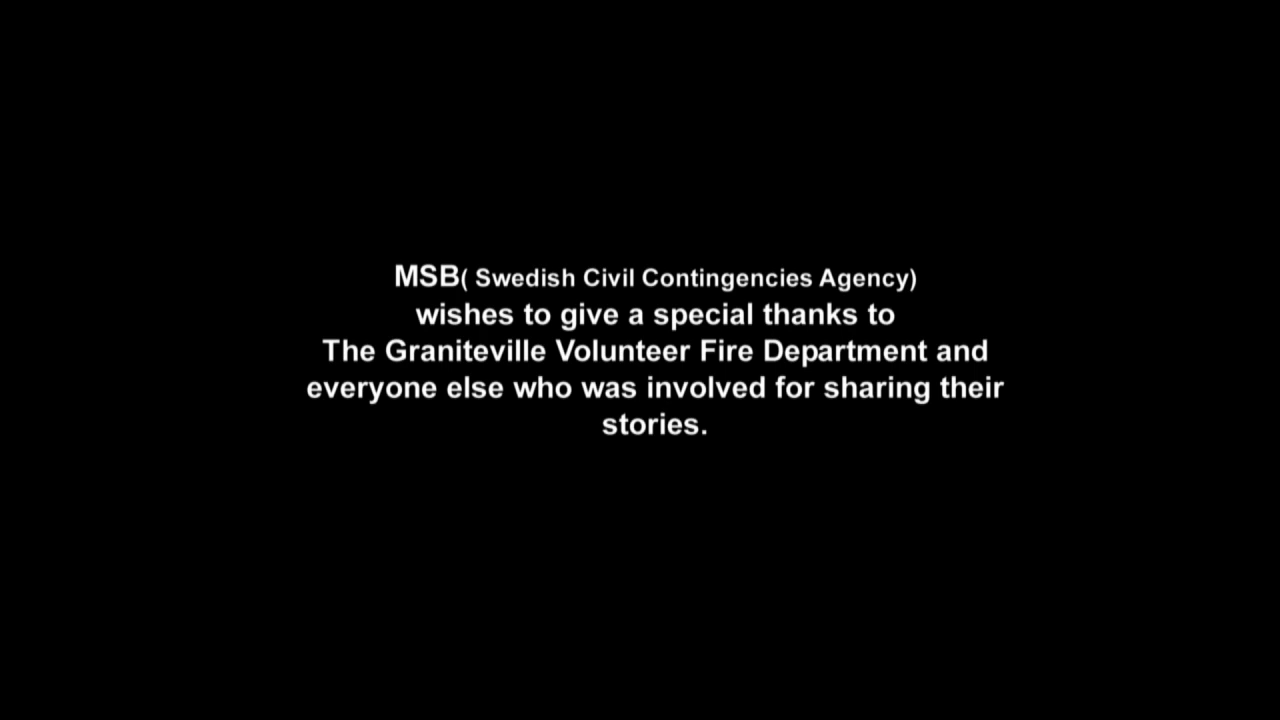 MSB( Swedish Civil Contingencies Agency)
wishes to give a special thanks to
The Graniteville Volunteer Fire Department and
everyone else who was involved for sharing their
stories.